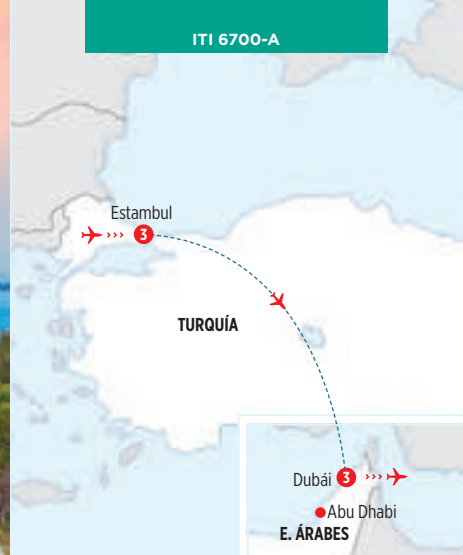 ITI 6700-A
Estambul
3
TURQUÍA
Dubái 3
Abu Dhabi
E. ÁRABES